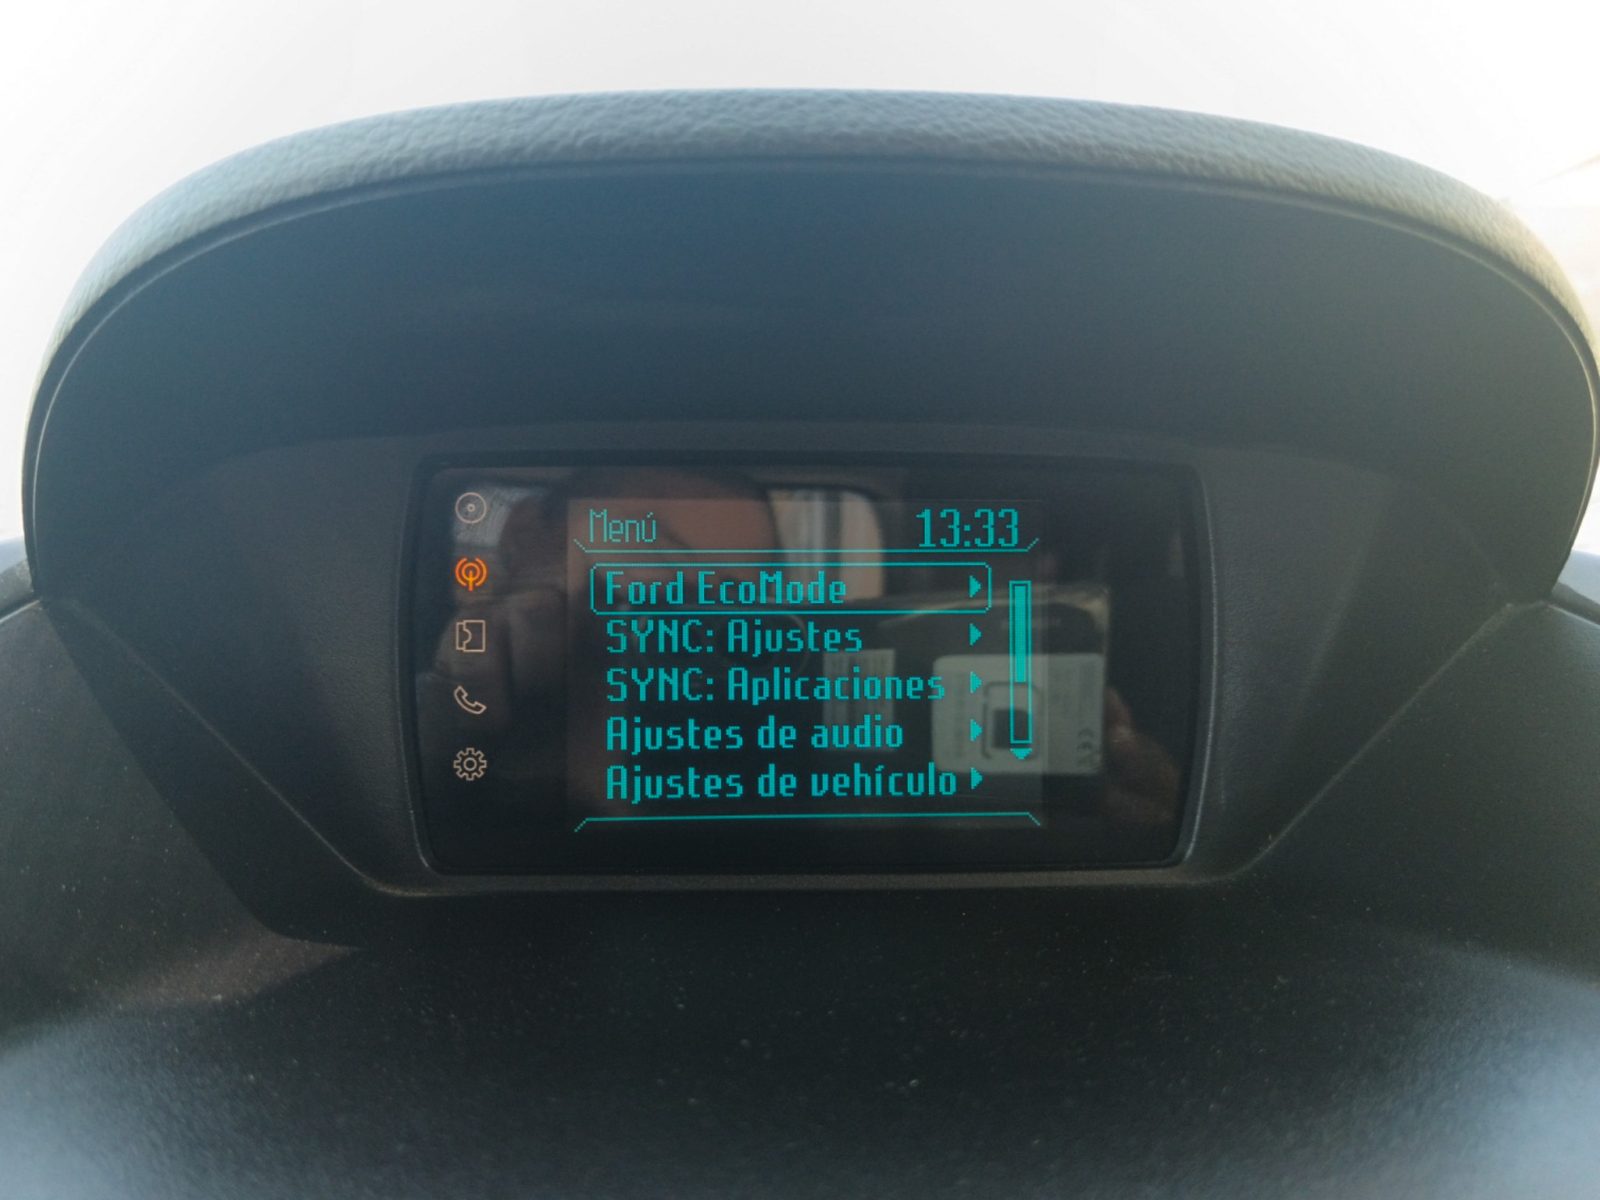 Menú
13:33
Ford EcoMode
SYNC: Ajustes
SYNC: Aplicaciones
Ajustes de audio
Ajustes de vehículo